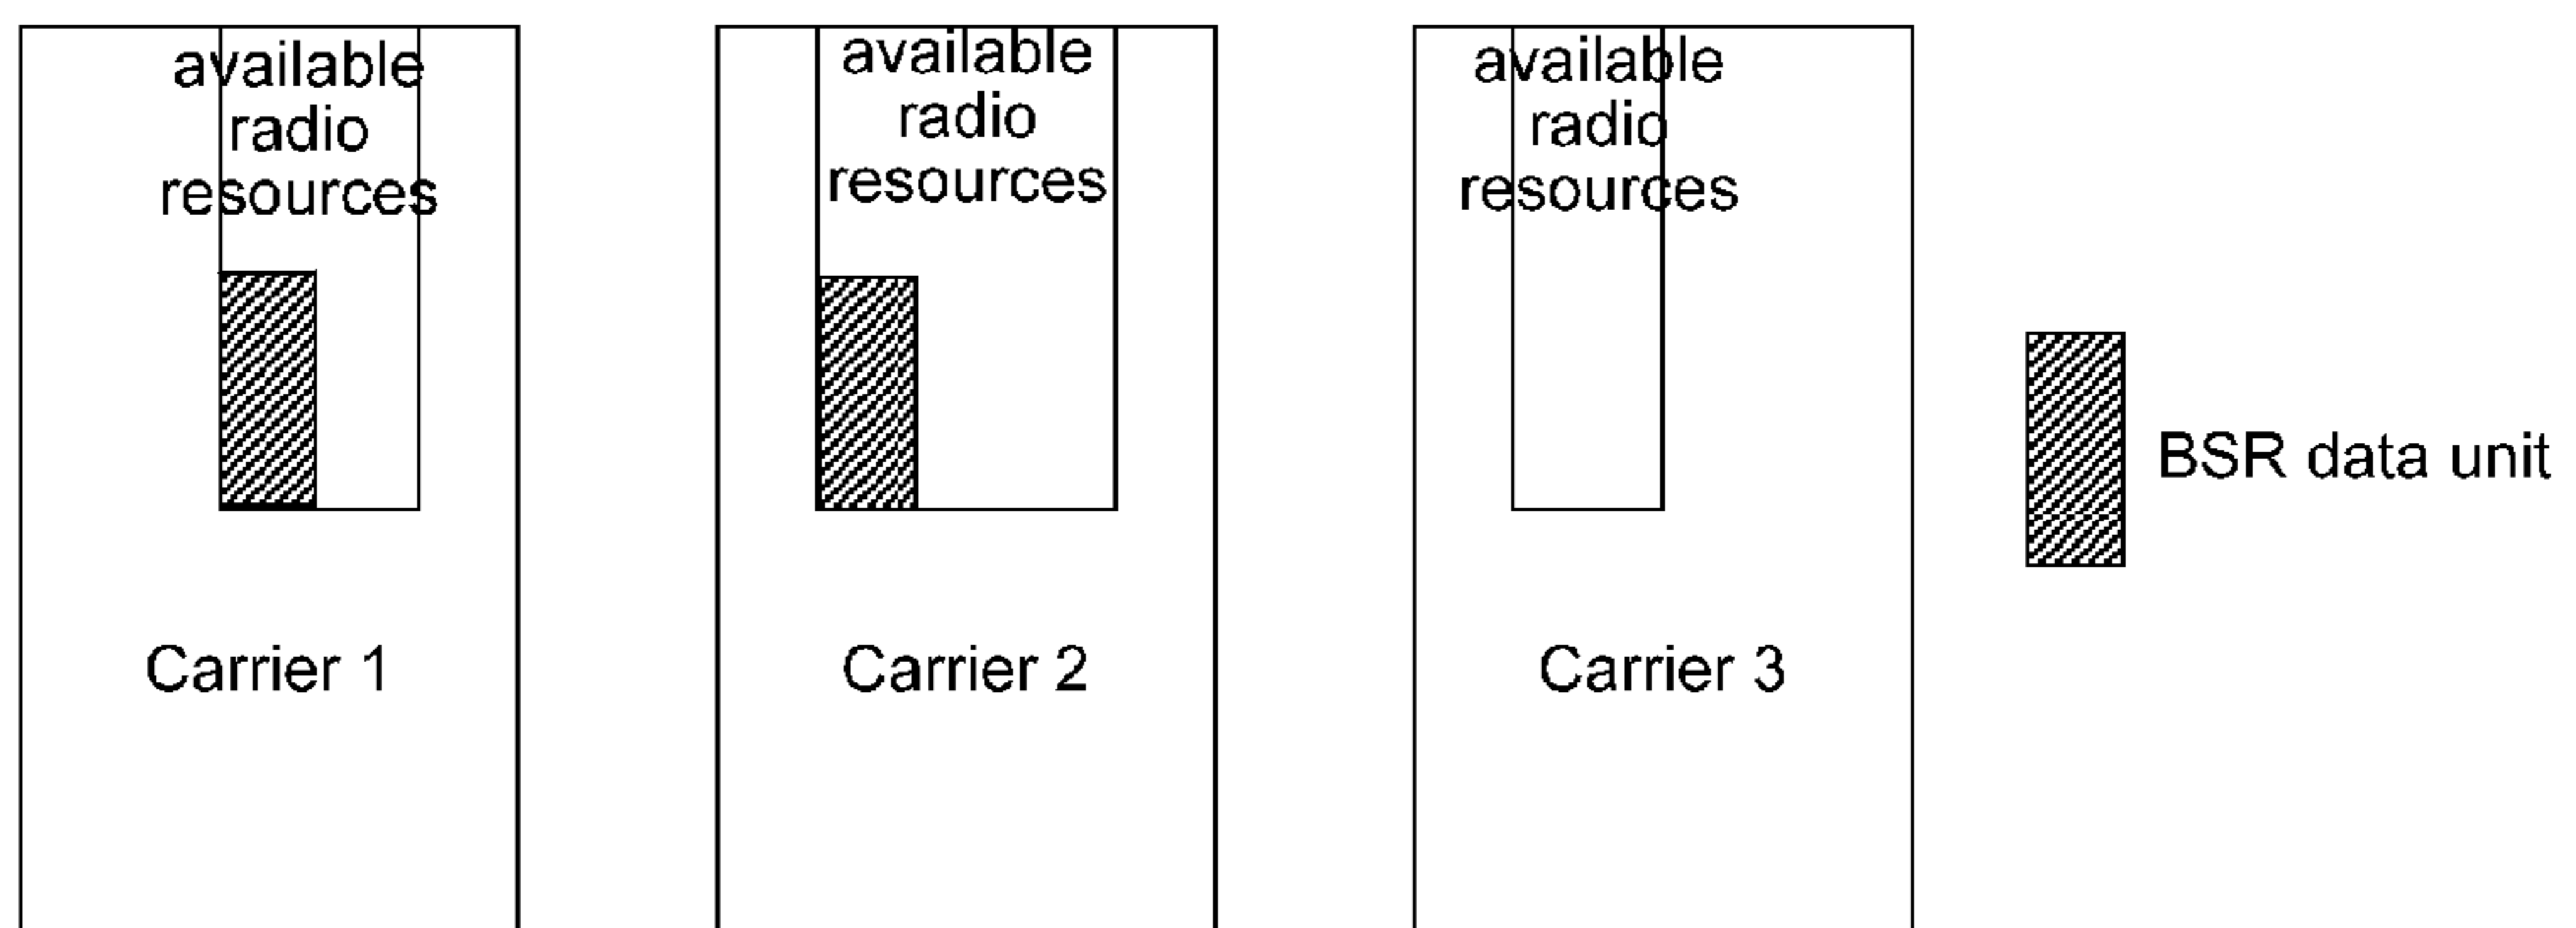 available
radio
resources
available
radio
resources
available
radio
resources
BSR data unit
Carrier 1
Carrier 2
Carrier 3